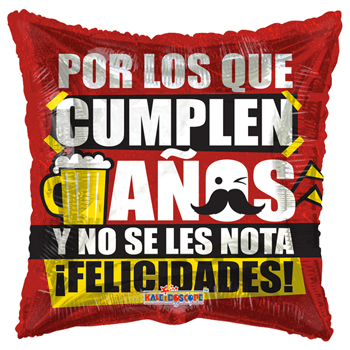 POR LOS QUE
CUMPLEN
AÑOS
Y NO SE LES NOTA
¡FELICIDADES!
KALEIDOSCOPE